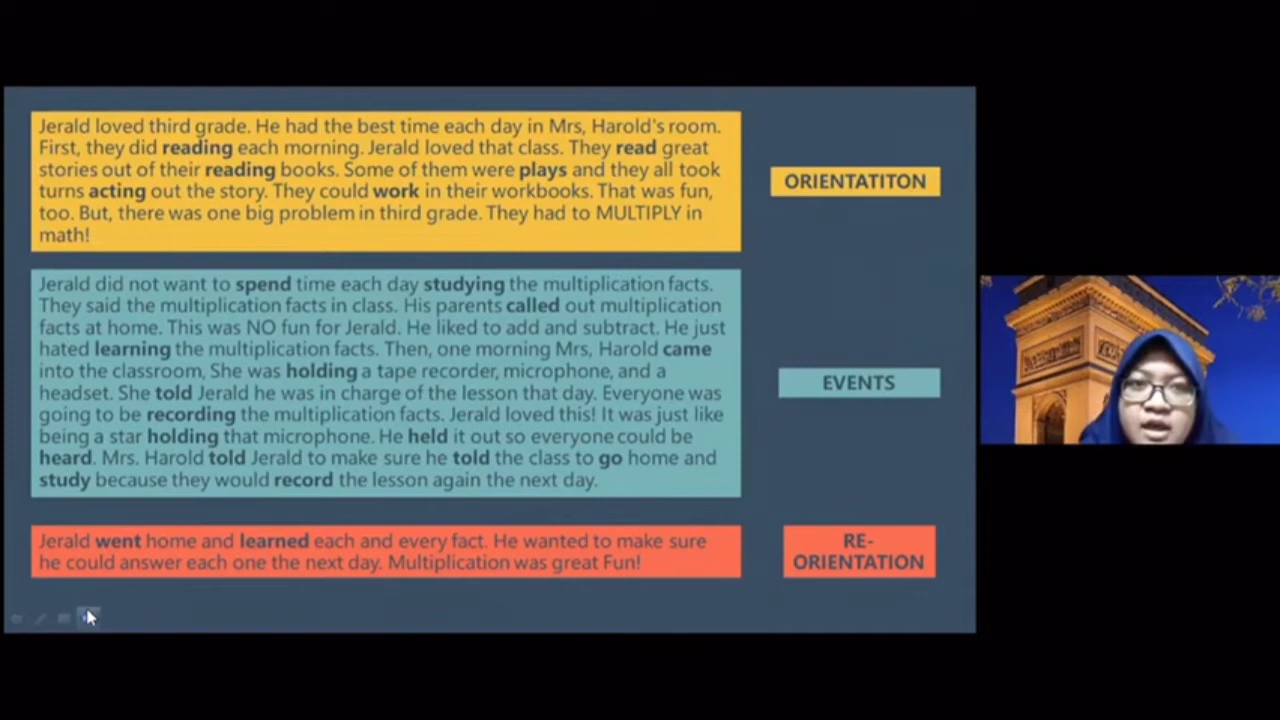 Jerald loved third grade. He had the best time each day in Mrs, Harold's room.
First, they did reading each morning. Jerald loved that class. They read great
stories out of their reading books. Some of them were plays and they all took
turns acting out the story. They could work in their workbooks. That was fun,
too. But, there was one big problem in third grade. They had to MULTIPLY in
math!
ORIENTATITON
Jerald did not want to spend time each day studying the multiplication facts.
They said the multiplication facts in class. His parents called out multiplication
facts at home. This was NO fun for Jerald. He liked to add and subtract. He just
hated learning the multiplication facts. Then, one morning Mrs, Harold came
into the classroom, She was holding a tape recorder, microphone, and a
headset. She told Jerald he was in charge of the lesson that day. Everyone was
going to be recording the multiplication facts. Jerald loved this! It was just like
being a star holding that microphone. He held it out so everyone could be
heard. Mrs. Harold told Jerald to make sure he told the class to go home and
study because they would record the lesson again the next day.
EVENTS
Jerald went home and learned each and every fact. He wanted to make sure
he could answer each one the next day. Multiplication was great Fun!
RE-
ORIENTATION